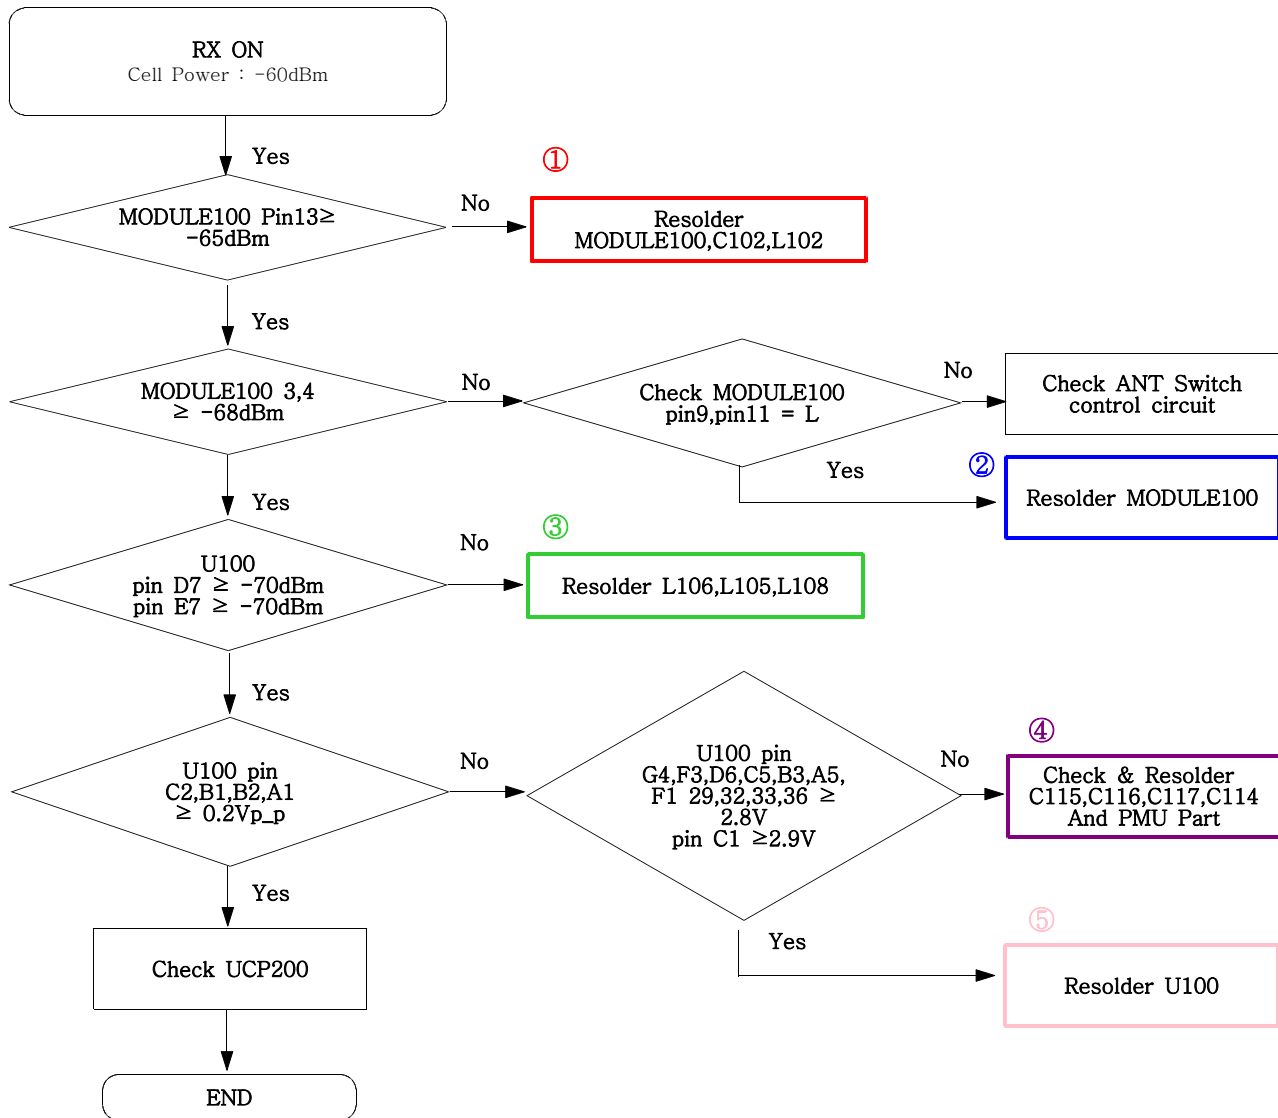 RX ON
Cell Power : -60dBm
Yes
①
MODULE100 Pin13≥
-65dBm
No
Resolder
MODULE100,C102,L102
Yes
MODULE100 3,4
≥ -68dBm
No
Check MODULE100
pin9,pin11 = L
No
Check ANT Switch
control circuit
Yes
②
Resolder MODULE100
Yes
U100
pin D7 ≥ -70dBm
pin E7 ≥ -70dBm
No
③
Resolder L106,L105,L108
Yes
U100 pin
C2,B1,B2,A1
≥ 0.2Vp_p
No
U100 pin
G4,F3,D6,C5,B3,A5,
F1 29,32,33,36 ≥
2.8V
pin C1 ≥2.9V
No
④
Check & Resolder
C115,C116,C117,C114
And PMU Part
Yes
⑤
Resolder U100
Yes
Check UCP200
END